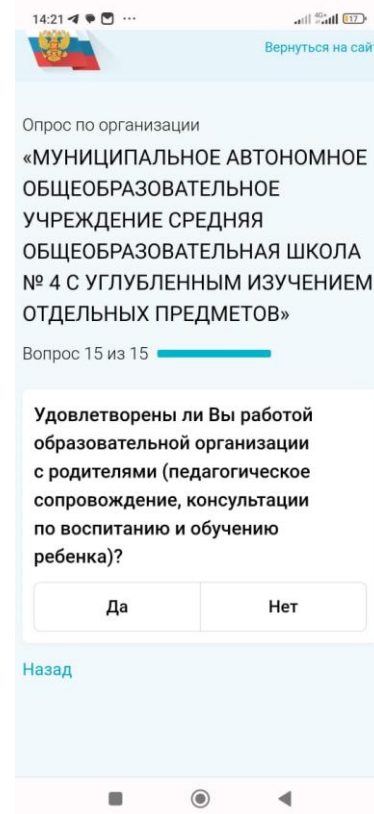 14:21
4G+
17
Вернуться на сай
Опрос по организации
«МУНИЦИПАЛЬНОЕ АВТОНОМНОЕ
ОБЩЕОБРАЗОВАТЕЛЬНОЕ
УЧРЕЖДЕНИЕ СРЕДНЯЯ
ОБЩЕОБРАЗОВАТЕЛЬНАЯ ШКОЛА
№ 4 С УГЛУБЛЕННЫМ ИЗУЧЕНИЕМ
ОТДЕЛЬНЫХ ПРЕДМЕТОВ»
Вопрос 15 из 15
Удовлетворены ли Вы работой
образовательной организации
с родителями (педагогическое
сопровождение, консультации
по воспитанию и обучению
ребенка)?
Да
Нет
Назад